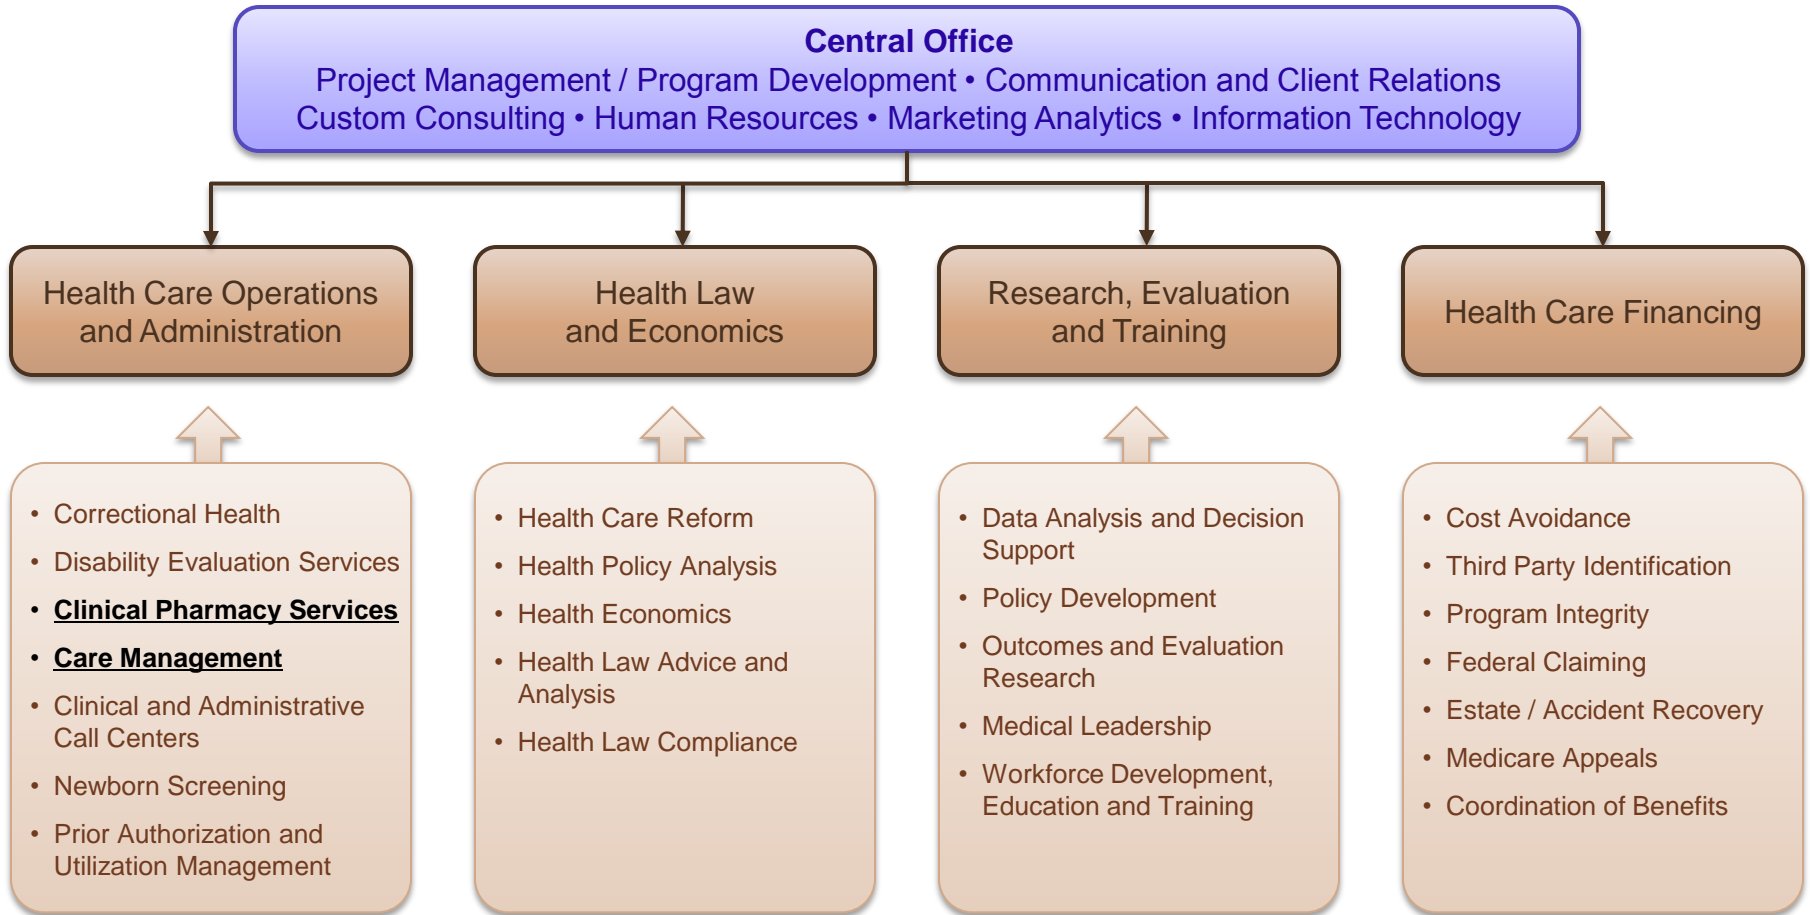 Central Office
Project Management / Program Development • Communication and Client Relations
Custom Consulting • Human Resources • Marketing Analytics • Information Technology
Health Care Operations
and Administration
Health Law
and Economics
Research, Evaluation
and Training
Health Care Financing
• Correctional Health
• Disability Evaluation Services
• Clinical Pharmacy Services
• Care Management
• Clinical and Administrative
Call Centers
• Newborn Screening
• Prior Authorization and
Utilization Management
• Health Care Reform
• Health Policy Analysis
• Health Economics
• Health Law Advice and
Analysis
• Health Law Compliance
• Data Analysis and Decision
Support
• Policy Development
• Outcomes and Evaluation
Research
• Medical Leadership
• Workforce Development,
Education and Training
• Cost Avoidance
• Third Party Identification
• Program Integrity
• Federal Claiming
• Estate / Accident Recovery
• Medicare Appeals
• Coordination of Benefits